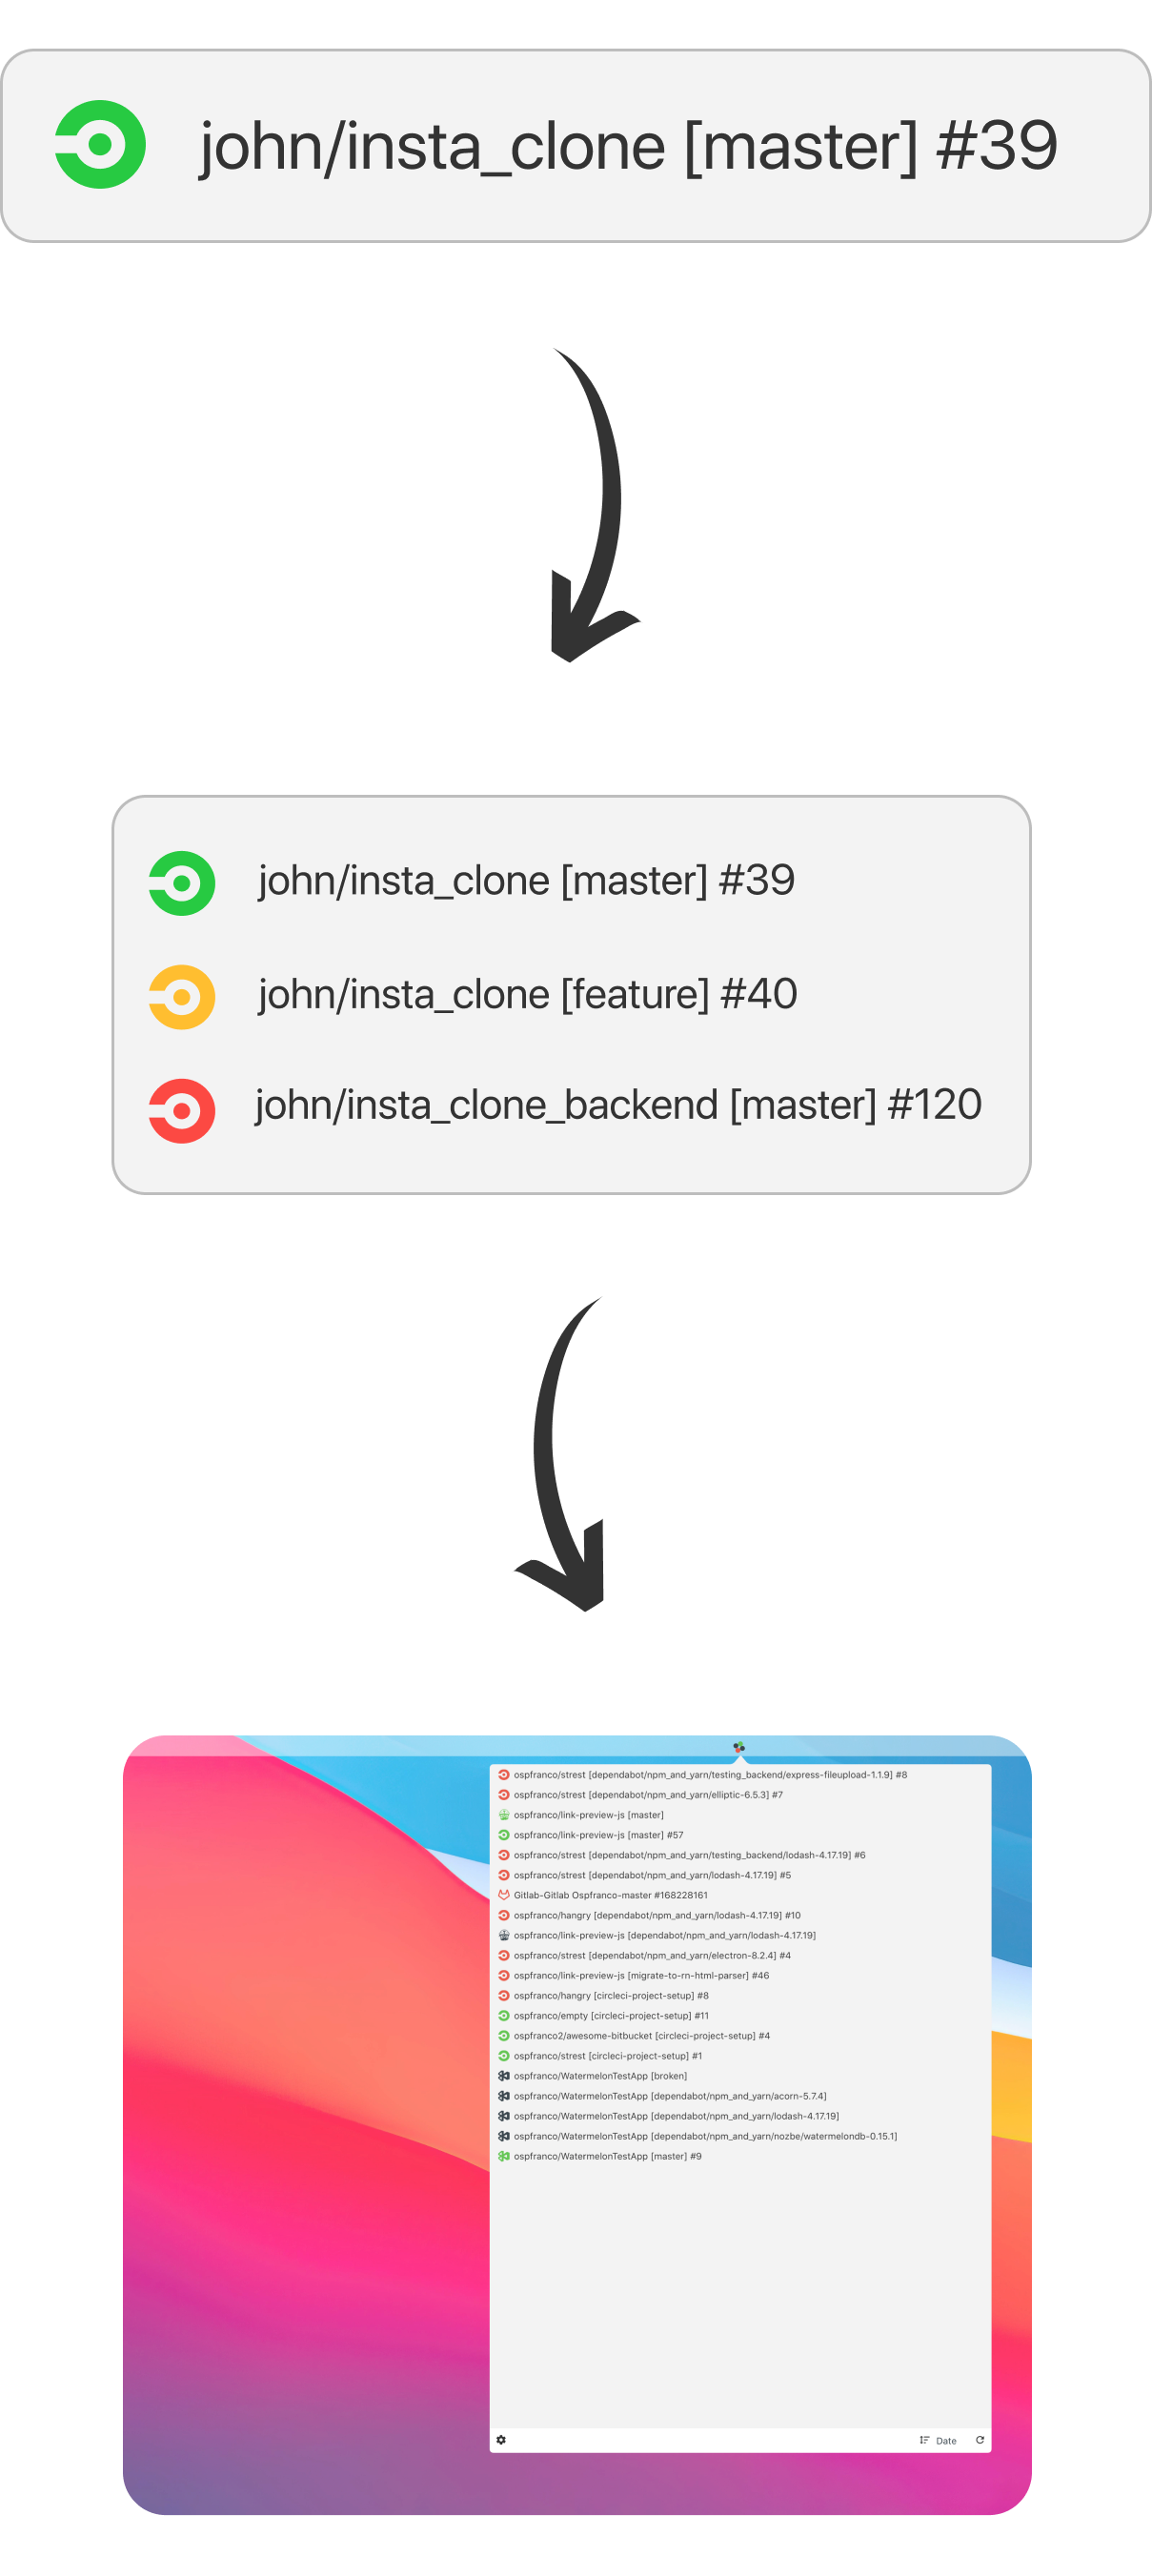 john/insta_clone [master] #39
john/insta_clone [master] #39
john/insta_clone [feature] #40
john/insta_clone_backend [master] #120
ospfranco/strest [dependabot/npm_and_yarn/testing_backend/express-fileupload-1.1.9] #8
ospfranco/strest [dependabot/npm_and_yarn/elliptic-6.5.3] #7
ospfranco/link-preview-js [master]
ospfranco/link-preview-js [master] #57
ospfranco/strest [dependabot/npm_and_yarn/testing_backend/lodash-4.17.19] #6
ospfranco/strest [dependabot/npm_and_yarn/lodash-4.17.19] #5
Gitlab-Gitlab Ospfranco-master #168228161
ospfranco/hangry [dependabot/npm_and_yarn/lodash-4.17.19] #10
ospfranco/link-preview-js [dependabot/npm_and_yarn/lodash-4.17.19]
ospfranco/strest [dependabot/npm_and_yarn/electron-8.2.4] #4
ospfranco/link-preview-js [migrate-to-rn-html-parser] #46
ospfranco/hangry [circleci-project-setup] #8
ospfranco/empty [circleci-project-setup] #11
ospfranco2/awesome-bitbucket [circleci-project-setup] #4
ospfranco/strest [circleci-project-setup] #1
ospfranco/WatermelonTestApp [broken]
ospfranco/WatermelonTestApp [dependabot/npm_and_yarn/acorn-5.7.4]
ospfranco/WatermelonTestApp [dependabot/npm_and_yarn/lodash-4.17.19]
ospfranco/WatermelonTestApp [dependabot/npm_and_yarn/nozbe/watermelondb-0.15.1]
ospfranco/WatermelonTestApp [master] #9
Date